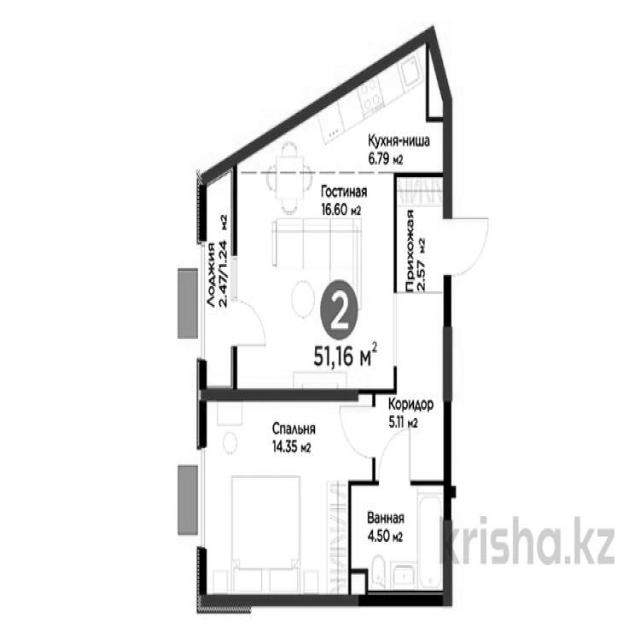 Кухня-ниша
6.79 м2
Гостиная
16.60 м2
Лоджия
2.47/1.24 м2
Прихожая
2.57 м2
2
51,16 м2
Коридор
5.11 м2
Спальня
14.35 м2
Ванная
4.50 м2
krisha.kz